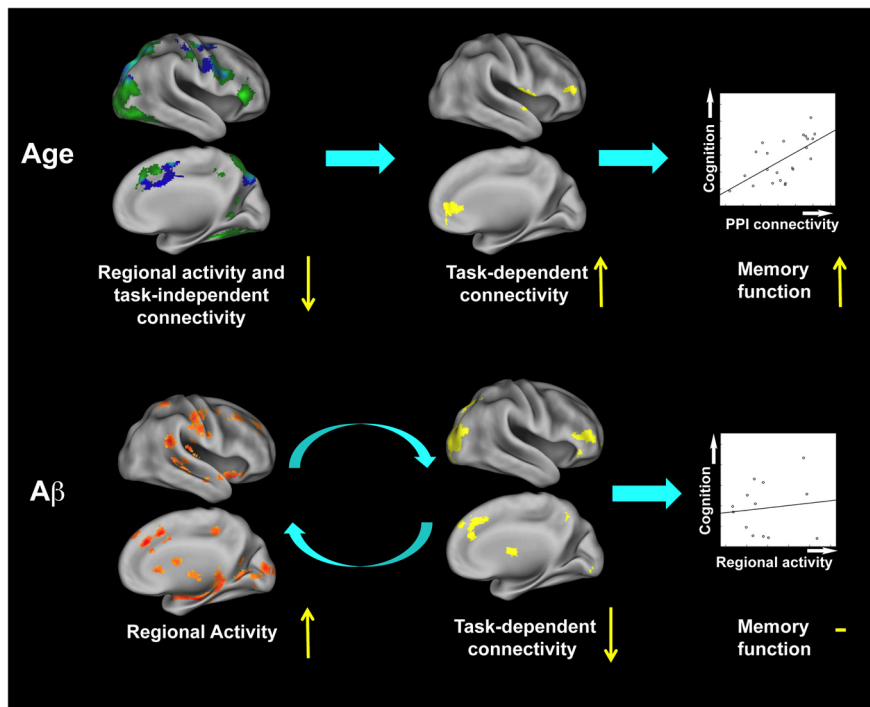 Age
Regional activity and
task-independent
connectivity
Task-dependent
connectivity
Cognition
PPI connectivity
Memory
function
Aβ
Regional Activity
Task-dependent
connectivity
Cognition
Regional activity
Memory
function